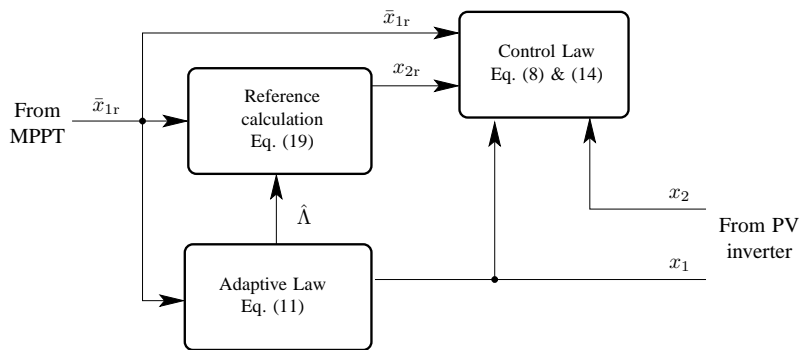 x̄₁ᵣ
Control Law
Eq. (8) & (14)
x₂ᵣ
Reference
calculation
Eq. (19)
From
MPPT
x̄₁ᵣ
Λ̂
x₂
From PV
inverter
x₁
Adaptive Law
Eq. (11)